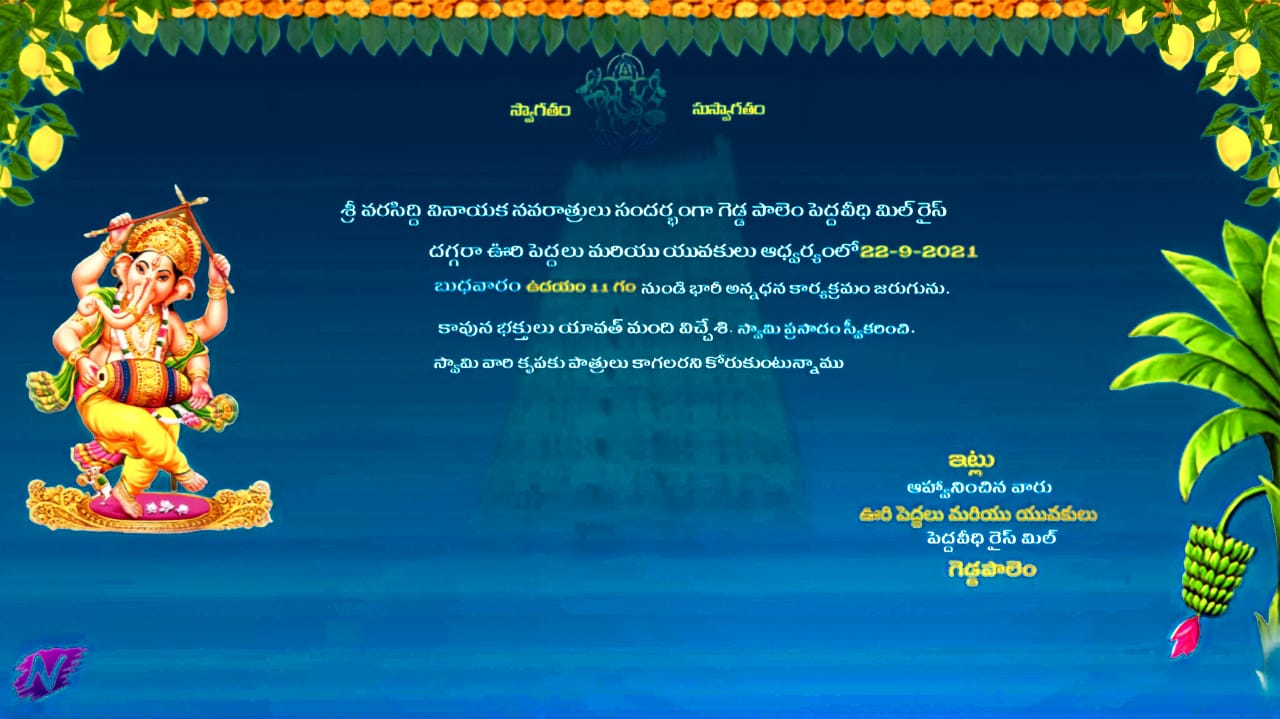 స్వాగతం సుస్వాగతం
శ్రీ వరసిద్ది వినాయక నవరాత్రులు సందర్భంగా గెడ్డ పాలెం పెద్దవీధి మిల్ రైస్
దగ్గరా ఊరి పెద్దలు మరియు యువకులు ఆధ్వర్యంలో 22-9-2021
బుధవారం ఉదయం 11 గం నుండి భారీ అన్నధన కార్యక్రమం జరుగును.
కావున భక్తులు యావత్ మంది విచ్చేశి. స్వామి ప్రసాదం స్వీకరించి.
స్వామి వారి కృపకు పాత్రులు కాగలరని కోరుకుంటున్నాము
ఇట్లు
ఆహ్వానించిన వారు
ఊరి పెద్దలు మరియు యువకులు
పెద్దవీధి రైస్ మిల్
గెడ్డపాలెం
N